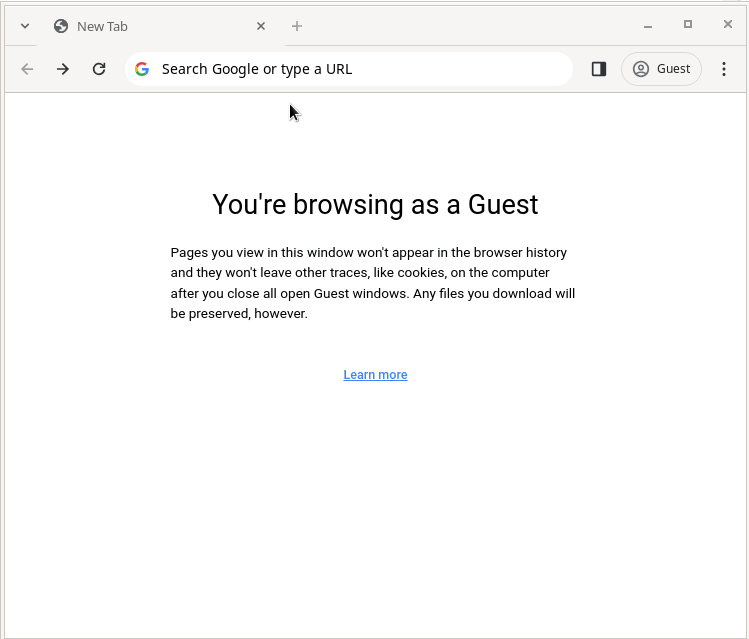 New Tab
Search Google or type a URL
Guest
You're browsing as a Guest
Pages you view in this window won't appear in the browser history
and they won't leave other traces, like cookies, on the computer
after you close all open Guest windows. Any files you download will
be preserved, however.
Learn more